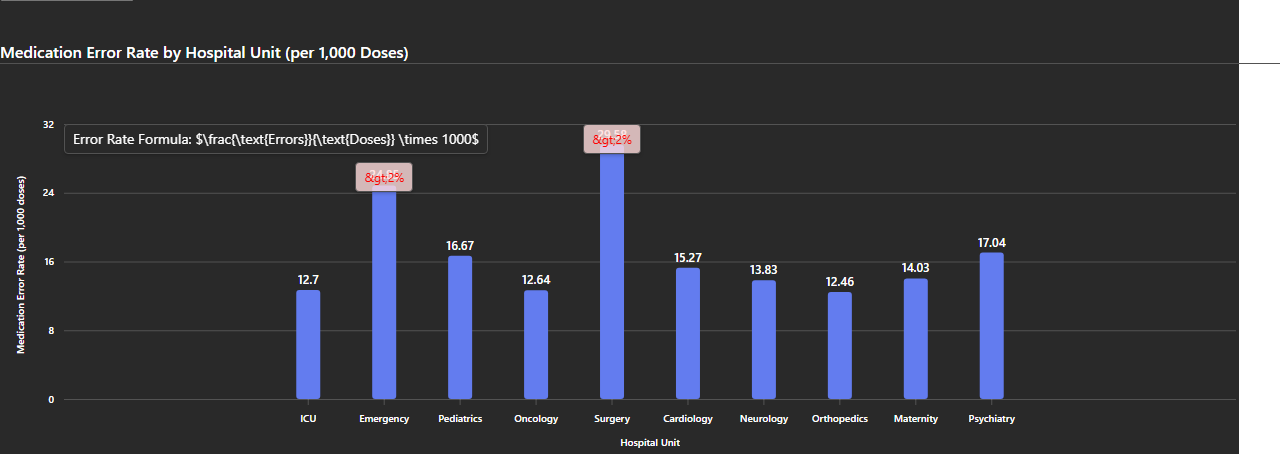 Medication Error Rate by Hospital Unit (per 1,000 Doses)
32
Error Rate Formula: $\frac{\text{Errors}}{\text{Doses}} \times 1000$
&gt;2%
&gt;2%
24
16
8
0
Medication Error Rate (per 1,000 doses)
12.7
16.67
12.64
29.58
15.27
13.83
12.46
14.03
17.04
ICU
Emergency
Pediatrics
Oncology
Surgery
Cardiology
Neurology
Orthopedics
Maternity
Psychiatry
Hospital Unit